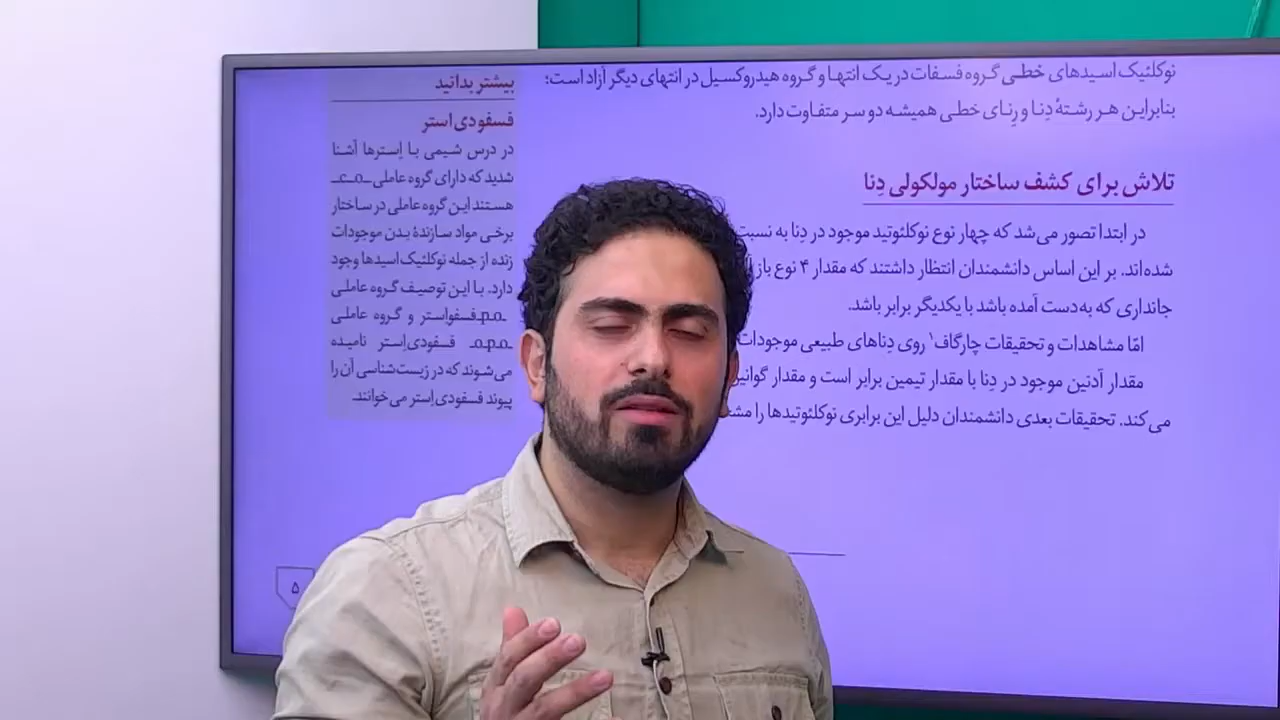 نوکلئیک اسیدهای خطی گروه فسفات در یک انتها و گروه هیدروکسیل در انتهای دیگر آزاد است؛
بنابراین هر رشتهٔ دِنا و رِنای خطی همیشه دو سر متفاوت دارد.
تلاش برای کشف ساختار مولکولی دِنا
در ابتدا تصور می‌شد که چهار نوع نوکلئوتید موجود در دِنا به نسبت
شده‌اند. بر این اساس دانشمندان انتظار داشتند که مقدار ۴ نوع باز
جانداری که به‌دست آمده باشد با یکدیگر برابر باشد.
امّا مشاهدات و تحقیقات چارگاف۱ روی دِناهای طبیعی موجودات
مقدار آدنین موجود در دِنا با مقدار تیمین برابر است و مقدار گوانین
می‌کند. تحقیقات بعدی دانشمندان دلیل این برابری نوکلئوتیدها را
بیشتر بدانید
فسفودی‌استر
در درس شیمی با اِسترها آشنا
شدید که دارای گروه عاملی
هستند این گروه عاملی در ساختار
برخی مواد سازندهٔ بدن موجودات
زنده از جمله نوکلئیک اسیدها وجود
دارد. با این توصیف گروه عاملی
.p.o. فسفواستر و گروه عاملی
.o.p.o. فسفودی‌اِستر نامیده
می‌شوند که در زیست‌شناسی آن را
پیوند فسفودی‌اِستر می‌خوانند.
۵